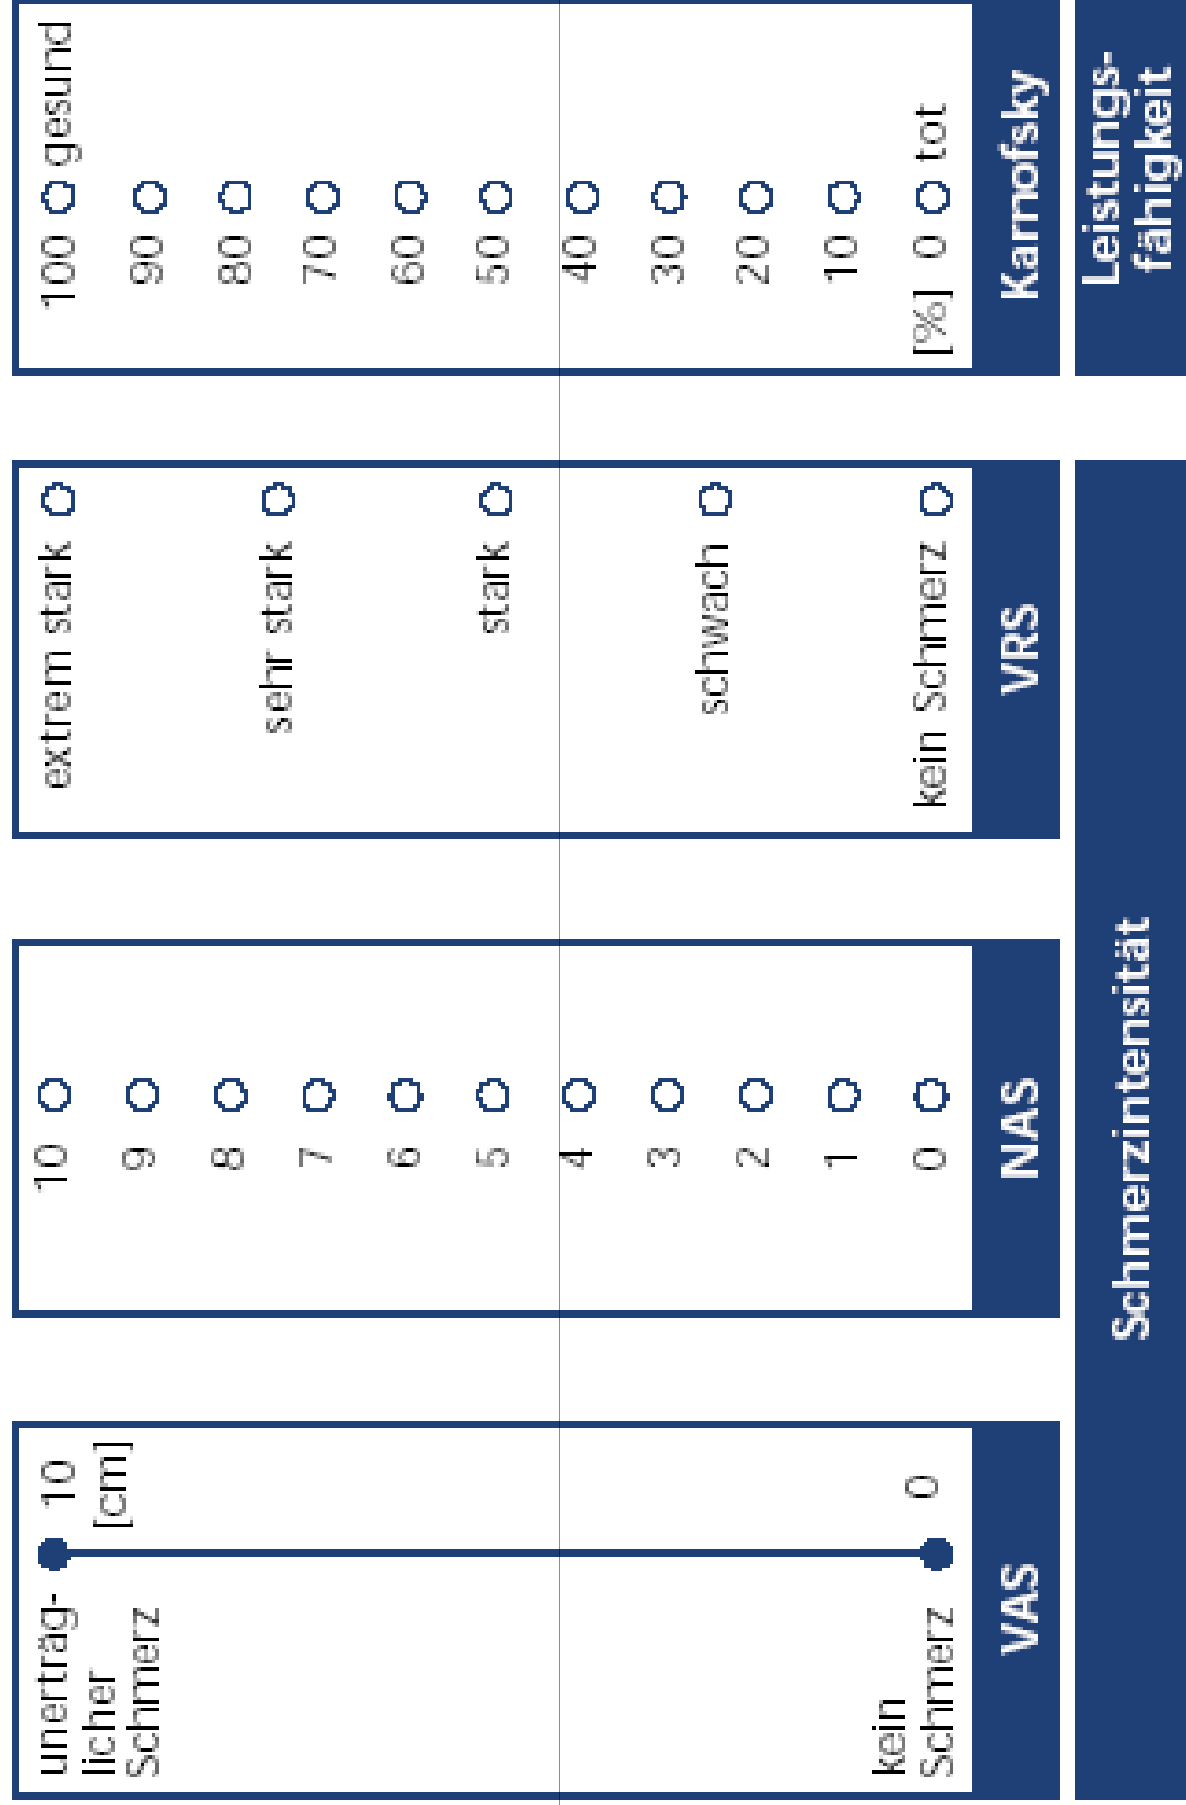 unerträg-
licher
Schmerz
10
[cm]
kein
Schmerz
0
VAS
10
9
8
7
6
5
4
3
2
1
0
NAS
extrem stark
sehr stark
stark
schwach
kein Schmerz
VRS
Schmerzintensität
100 gesund
90
80
70
60
50
40
30
20
10
[%] 0 tot
Karnofsky
Leistungs-
fähigkeit